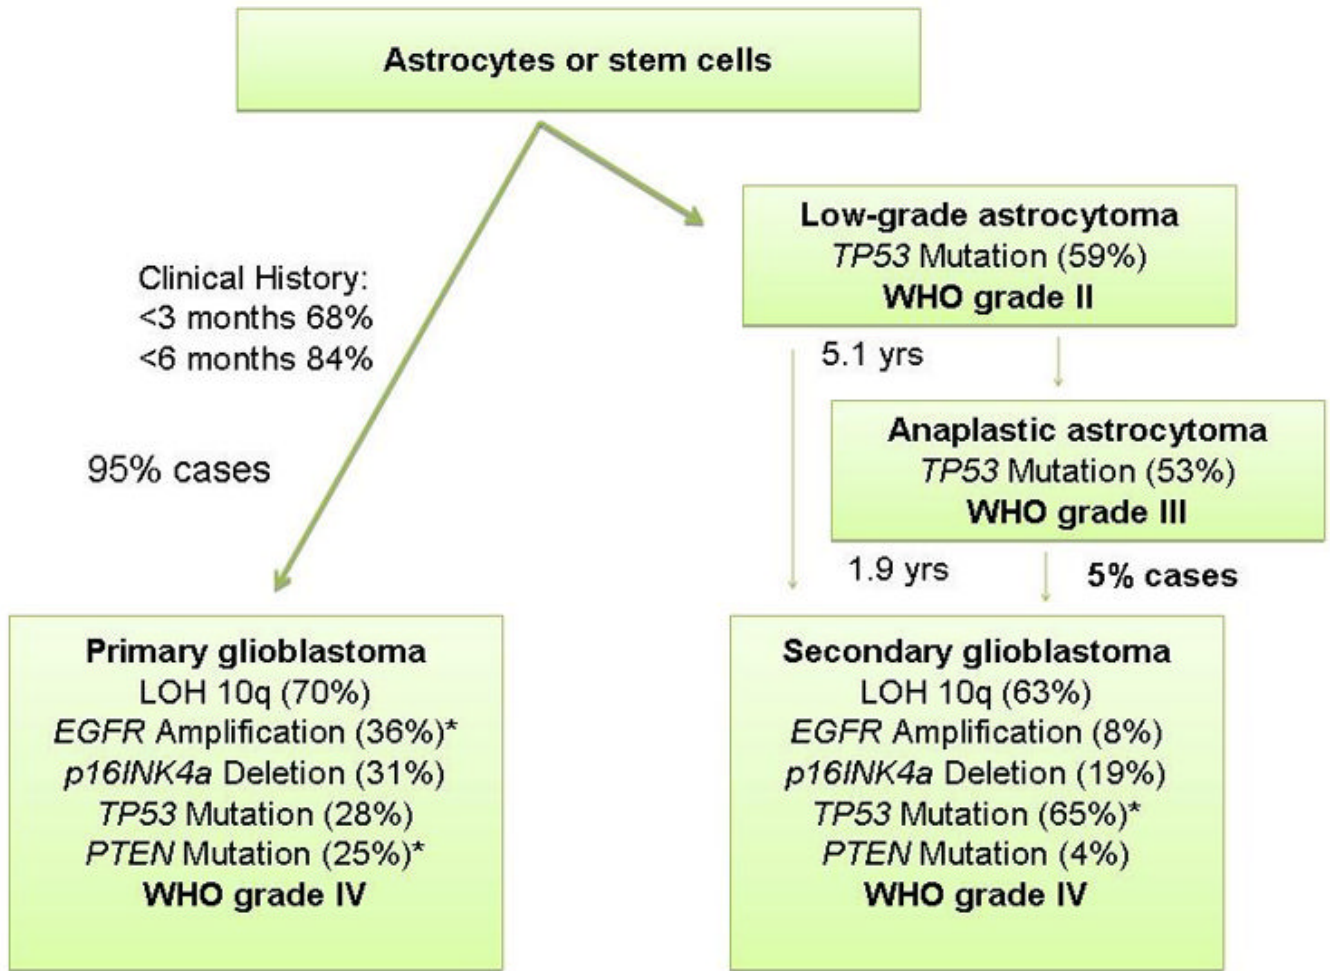 Astrocytes or stem cells
Clinical History:
<3 months 68%
<6 months 84%
95% cases
Low-grade astrocytoma
TP53 Mutation (59%)
WHO grade II
5.1 yrs
Anaplastic astrocytoma
TP53 Mutation (53%)
WHO grade III
1.9 yrs
5% cases
Primary glioblastoma
LOH 10q (70%)
EGFR Amplification (36%)*
p16INK4a Deletion (31%)
TP53 Mutation (28%)
PTEN Mutation (25%)*
WHO grade IV
Secondary glioblastoma
LOH 10q (63%)
EGFR Amplification (8%)
p16INK4a Deletion (19%)
TP53 Mutation (65%)*
PTEN Mutation (4%)
WHO grade IV